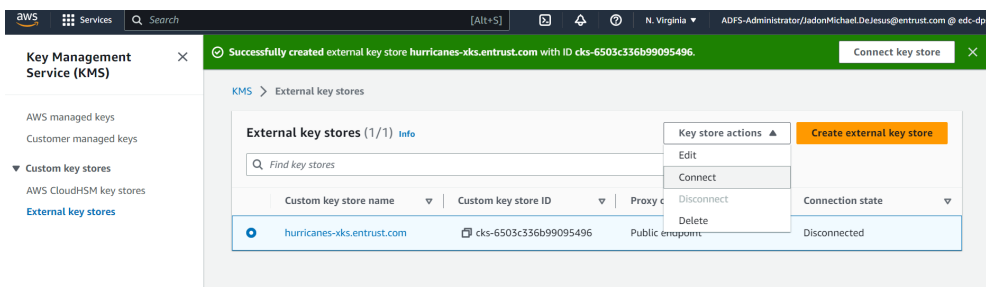 aws Services Search [Alt+S] N. Virginia ADFS-Administrator/JadonMichael.DeJesus@entrust.com @ edc-dp
Key Management Service (KMS)
AWS managed keys
Customer managed keys
Custom key stores
AWS CloudHSM key stores
External key stores
Successfully created external key store hurricanes-xks.entrust.com with ID cks-6503c336b99095496.
Connect key store
KMS > External key stores
External key stores (1/1) Info
Key store actions
Create external key store
Find key stores
Edit
Connect
Disconnect
Delete
Custom key store name Custom key store ID Proxy Connection state
hurricanes-xks.entrust.com cks-6503c336b99095496 Public endpoint Disconnected